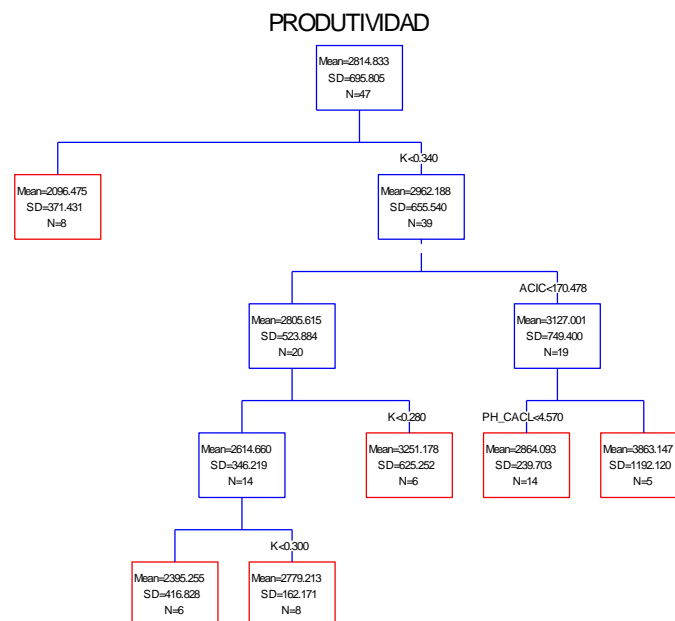 PRODUTIVIDAD
Mean=2814.833
SD=695.805
N=47
K<0.340
Mean=2096.475
SD=371.431
N=8
Mean=2962.188
SD=655.540
N=39
ACIC<170.478
Mean=2805.615
SD=523.884
N=20
Mean=3127.001
SD=749.400
N=19
K<0.280
PH_CACL<4.570
Mean=2614.660
SD=346.219
N=14
Mean=3251.178
SD=625.252
N=6
Mean=2864.093
SD=239.703
N=14
Mean=3863.147
SD=1192.120
N=5
K<0.300
Mean=2395.255
SD=416.828
N=6
Mean=2779.213
SD=162.171
N=8